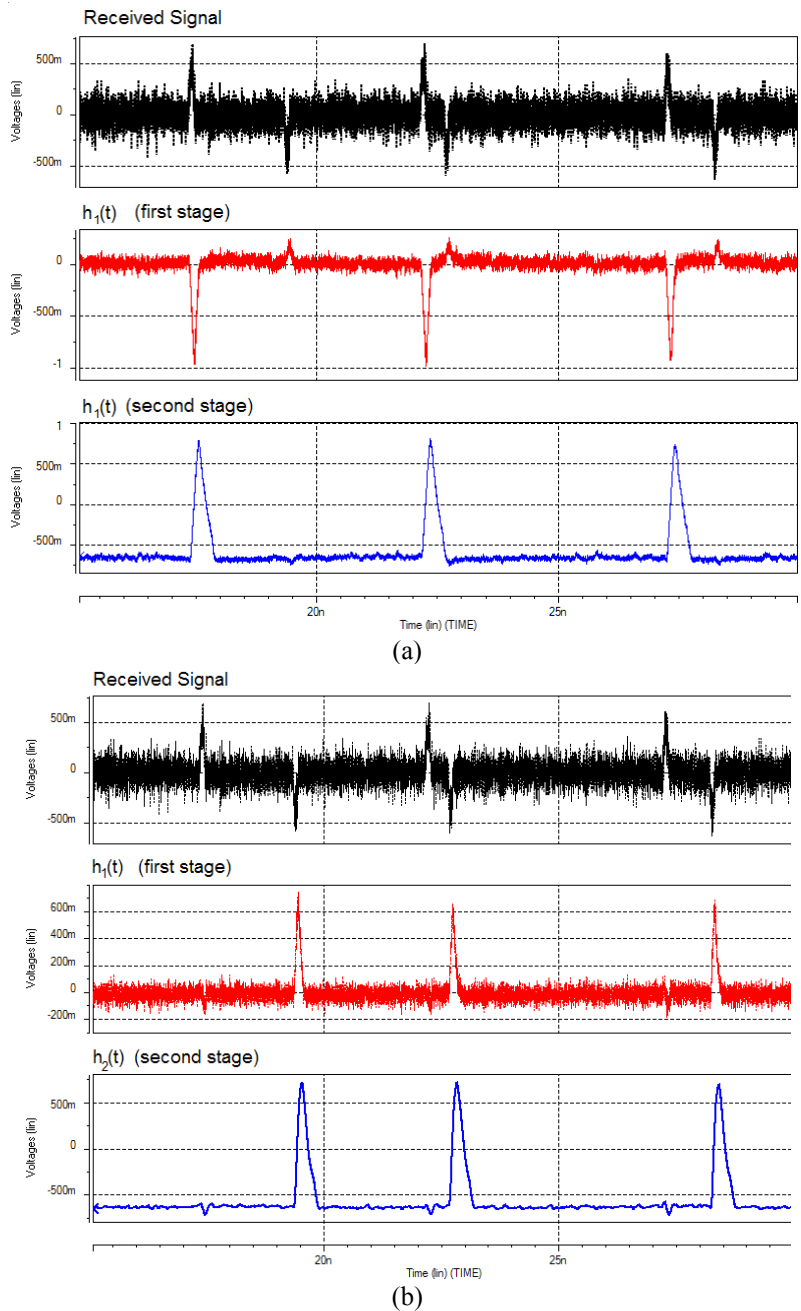 Received Signal
Voltages (lin)
500m
0
-500m
h1(t) (first stage)
Voltages (lin)
0
-500m
-1
h1(t) (second stage)
Voltages (lin)
1
500m
0
-500m
20n
25n
Time (lin) (TIME)
(a)
Received Signal
Voltages (lin)
500m
0
-500m
h1(t) (first stage)
Voltages (lin)
600m
400m
200m
0
-200m
h2(t) (second stage)
Voltages (lin)
500m
0
-500m
20n
25n
Time (lin) (TIME)
(b)